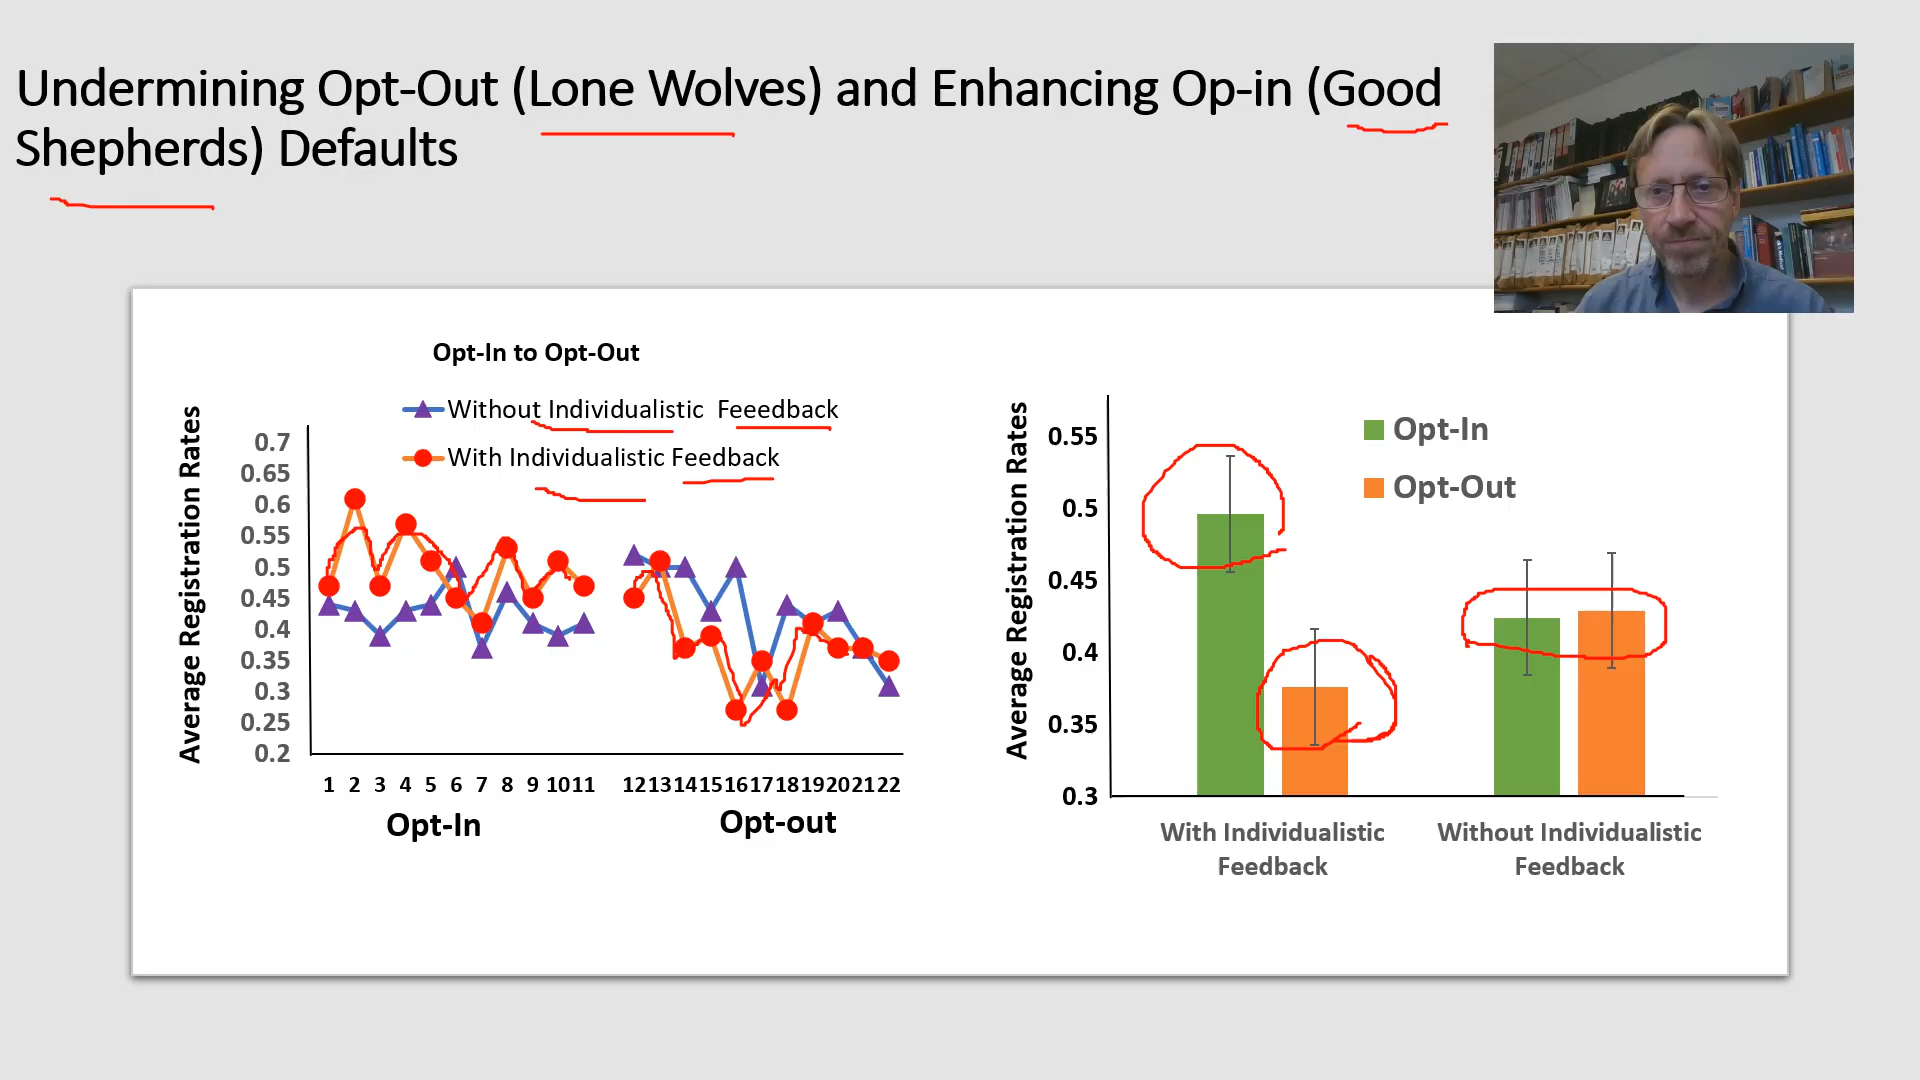 Undermining Opt-Out (Lone Wolves) and Enhancing Op-in (Good
Shepherds) Defaults
Opt-In to Opt-Out
Without Individualistic Feeedback
With Individualistic Feedback
Average Registration Rates
0.7
0.65
0.6
0.55
0.5
0.45
0.4
0.35
0.3
0.25
0.2
1 2 3 4 5 6 7 8 9 10 11 12 13 14 15 16 17 18 19 20 21 22
Opt-In
Opt-out
Average Registration Rates
0.55
0.5
0.45
0.4
0.35
0.3
Opt-In
Opt-Out
With Individualistic
Feedback
Without Individualistic
Feedback